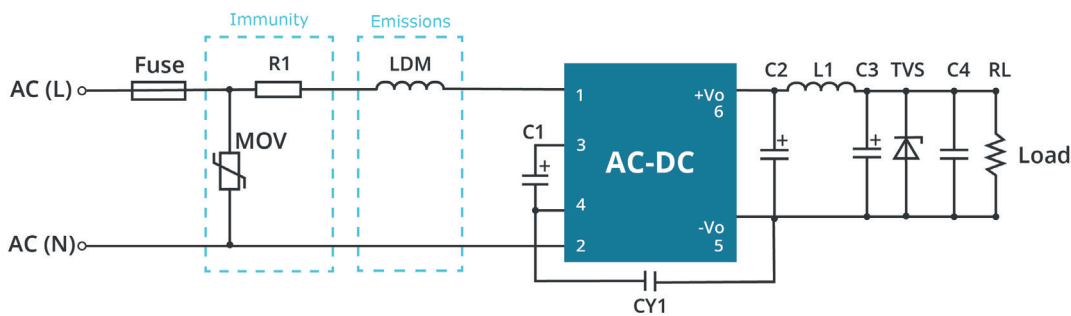 Immunity
Emissions
Fuse
R1
LDM
C2
L1
C3
TVS
C4
RL
AC (L)
1
+Vo
6
C1
+
3
MOV
+
+
AC-DC
Load
4
-Vo
5
AC (N)
2
CY1